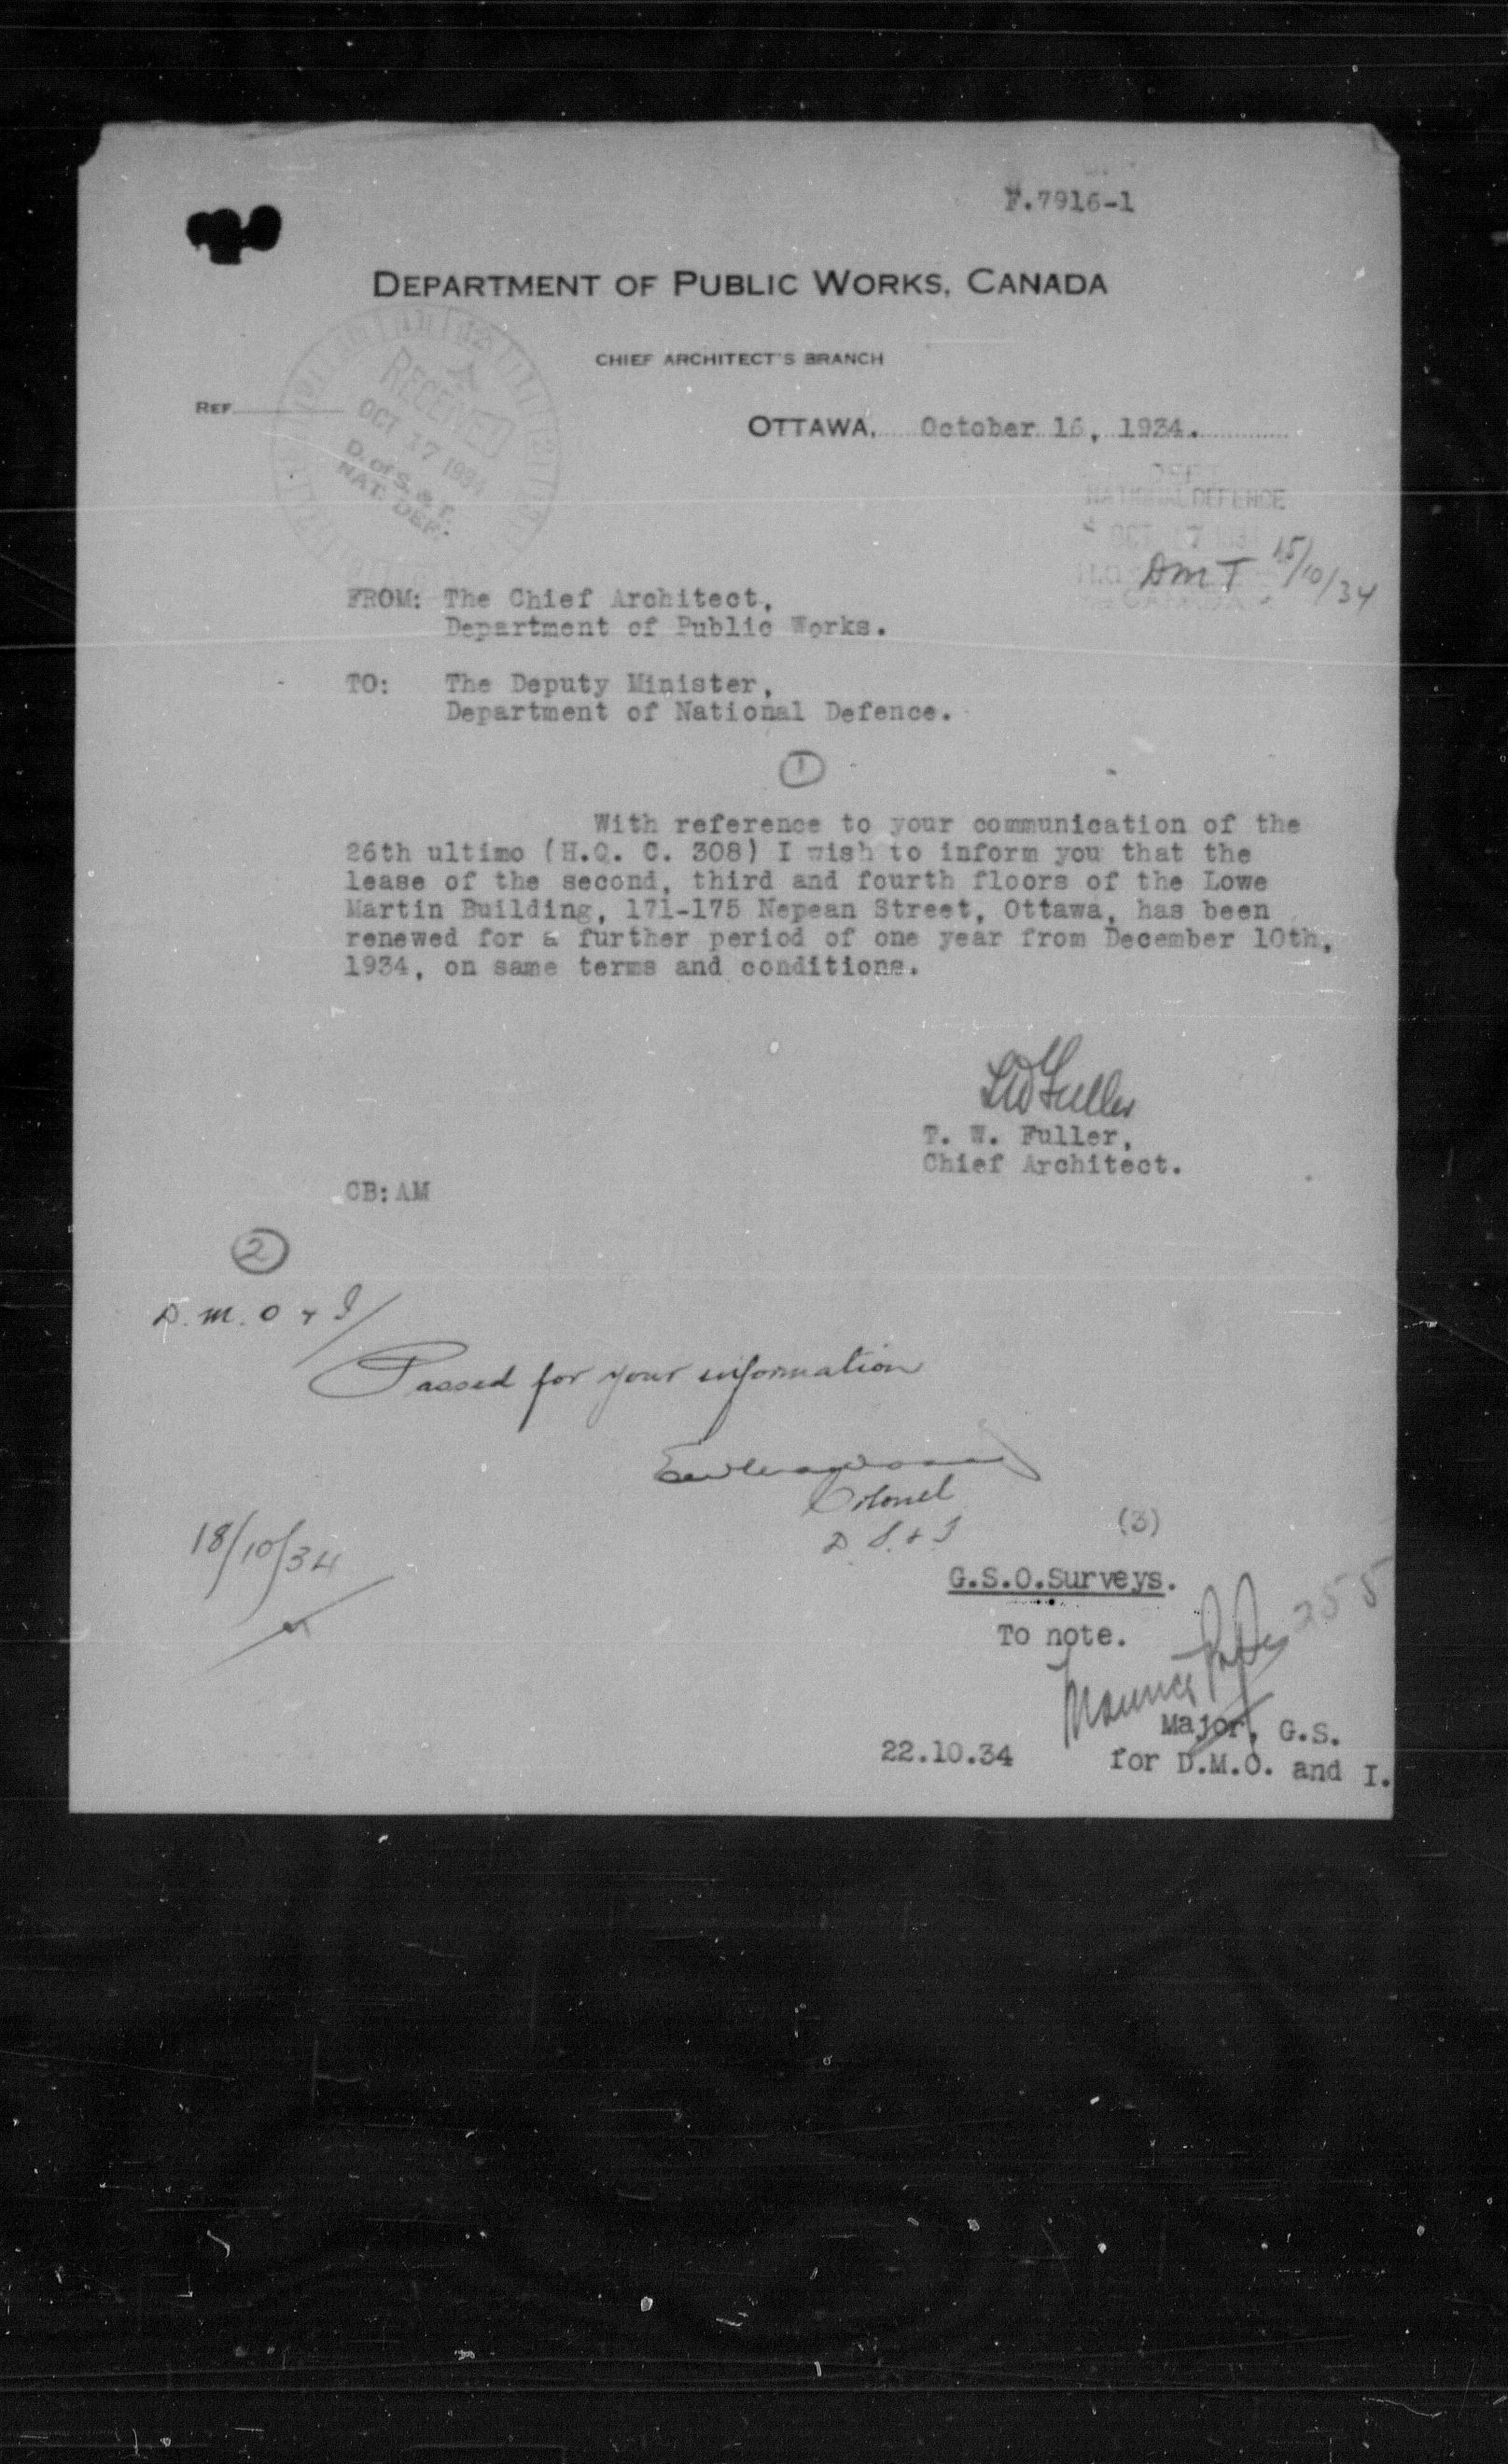 F.7916-1
DEPARTMENT OF PUBLIC WORKS, CANADA
CHIEF ARCHITECT'S BRANCH
REF
OTTAWA, October 16, 1934.
RECEIVED
OCT 17 1934
D. of S. & T.
NAT. DEF.
NATIONAL DEFENCE
OCT 17
CANADA
FROM: The Chief Architect,
Department of Public Works.
TO: The Deputy Minister,
Department of National Defence.
1
With reference to your communication of the
26th ultimo (H.Q. C. 308) I wish to inform you that the
lease of the second, third and fourth floors of the Lowe
Martin Building, 171-175 Nepean Street, Ottawa, has been
renewed for a further period of one year from December 10th,
1934, on same terms and conditions.
TW Fuller
T. W. Fuller,
Chief Architect.
CB:AM
2
D.M.O & I/
Passed for your information
Colonel
18/10/34
(3)
G.S.O.Surveys.
To note.
Maurice Pope
Major, G.S.
22.10.34
for D.M.O. and I.